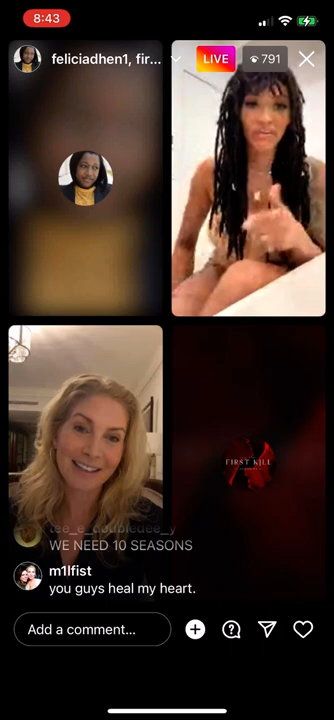 8:43
feliciadhen1, fir...
LIVE
791
FIRST KILL
tee_e_doubledee_y
WE NEED 10 SEASONS
m1lfist
you guys heal my heart.
Add a comment...